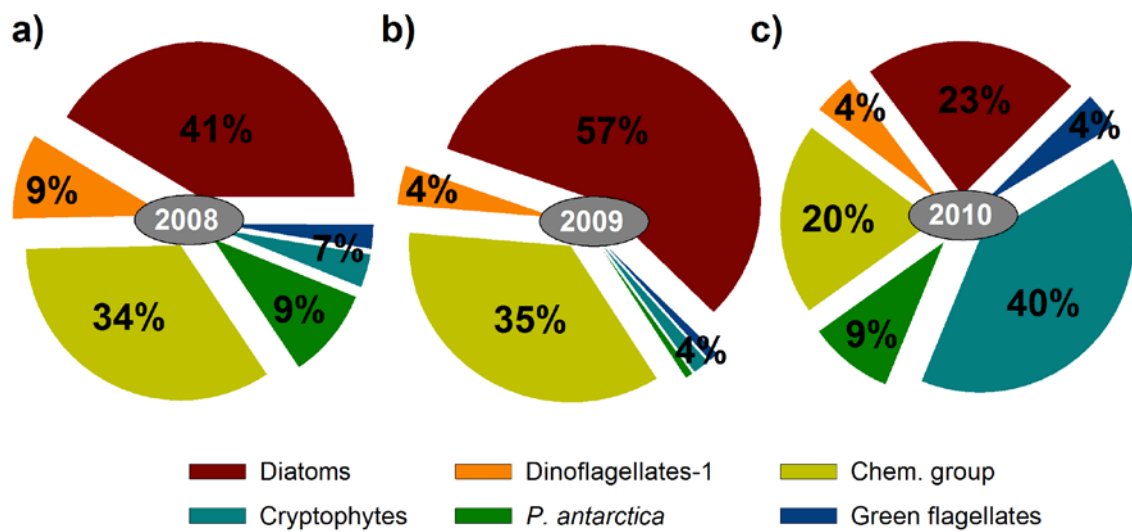 a)
41%
9%
2008
7%
34%
9%
b)
57%
4%
2009
35%
4%
c)
23%
4%
4%
20%
2010
9%
40%
Diatoms
Dinoflagellates-1
Chem. group
Cryptophytes
P. antarctica
Green flagellates